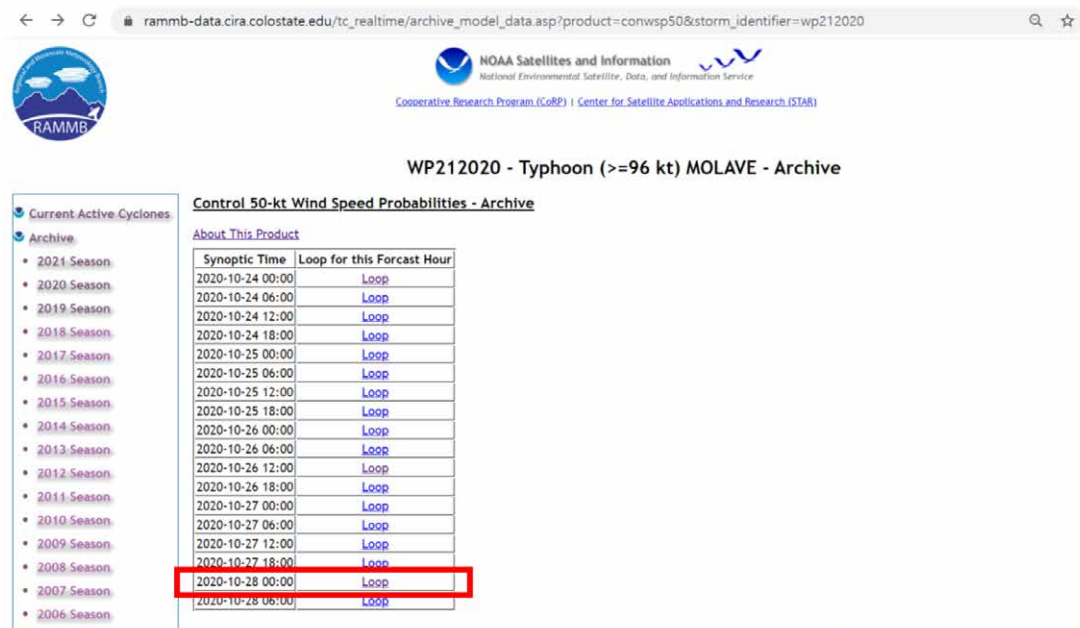 rammb-data.cira.colostate.edu/tc_realtime/archive_model_data.asp?product=conwsp50&storm_identifier=wp212020
Regional and Mesoscale Meteorology Branch
RAMMB
NOAA Satellites and Information
National Environmental Satellite, Data, and Information Service
Cooperative Research Program (CoRP) | Center for Satellite Applications and Research (STAR)
WP212020 - Typhoon (>=96 kt) MOLAVE - Archive
Current Active Cyclones
Archive
• 2021 Season
• 2020 Season
• 2019 Season
• 2018 Season
• 2017 Season
• 2016 Season
• 2015 Season
• 2014 Season
• 2013 Season
• 2012 Season
• 2011 Season
• 2010 Season
• 2009 Season
• 2008 Season
• 2007 Season
• 2006 Season
Control 50-kt Wind Speed Probabilities - Archive
About This Product
Synoptic Time Loop for this Forcast Hour
2020-10-24 00:00 Loop
2020-10-24 06:00 Loop
2020-10-24 12:00 Loop
2020-10-24 18:00 Loop
2020-10-25 00:00 Loop
2020-10-25 06:00 Loop
2020-10-25 12:00 Loop
2020-10-25 18:00 Loop
2020-10-26 00:00 Loop
2020-10-26 06:00 Loop
2020-10-26 12:00 Loop
2020-10-26 18:00 Loop
2020-10-27 00:00 Loop
2020-10-27 06:00 Loop
2020-10-27 12:00 Loop
2020-10-27 18:00 Loop
2020-10-28 00:00 Loop
2020-10-28 06:00 Loop